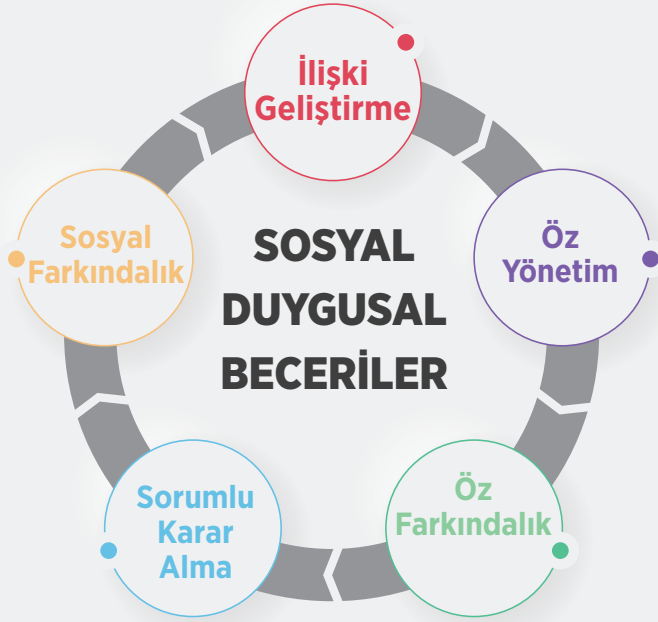 İlişki
Geliştirme
Sosyal
Farkındalık
SOSYAL
DUYGUSAL
BECERİLER
Öz
Yönetim
Sorumlu
Karar
Alma
Öz
Farkındalık